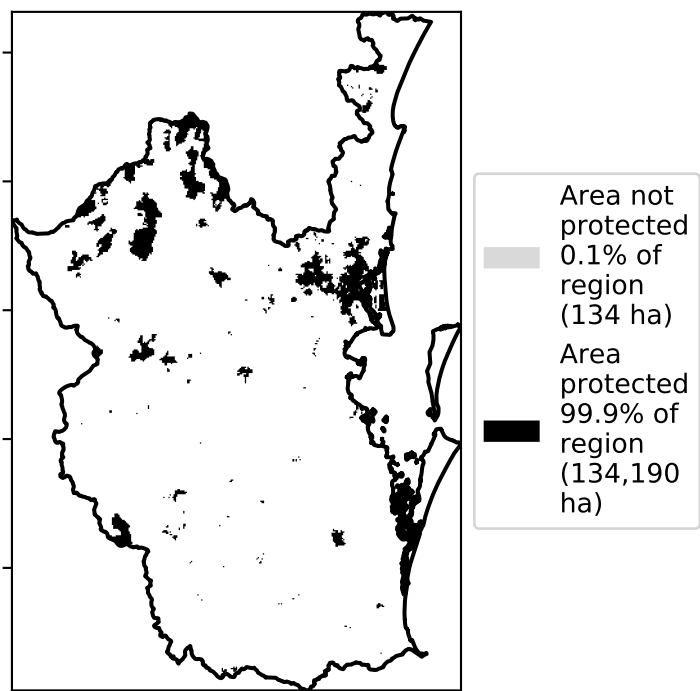 Area not
protected
0.1% of
region
(134 ha)
Area
protected
99.9% of
region
(134,190
ha)